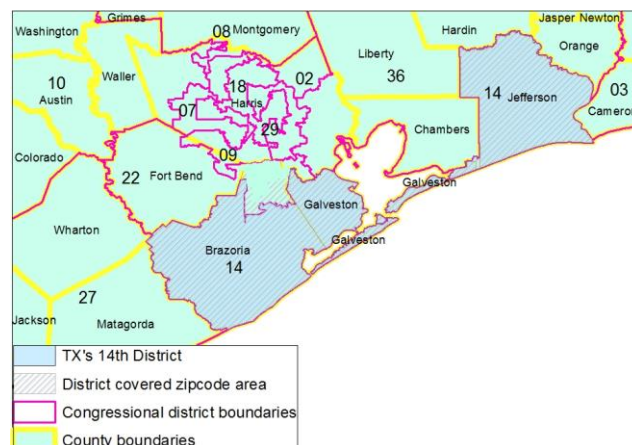 Grimes
Jasper Newton
Washington
08
Montgomery
Hardin
Orange
Waller
Liberty
02
10
18
36
14
Jefferson
03
Austin
07
Harris
Cameron
29
Chambers
Colorado
09
22
Fort Bend
Galveston
Galveston
Wharton
Brazoria
Galveston
14
27
Jackson
Matagorda
TX's 14th District
District covered zipcode area
Congressional district boundaries
County boundaries